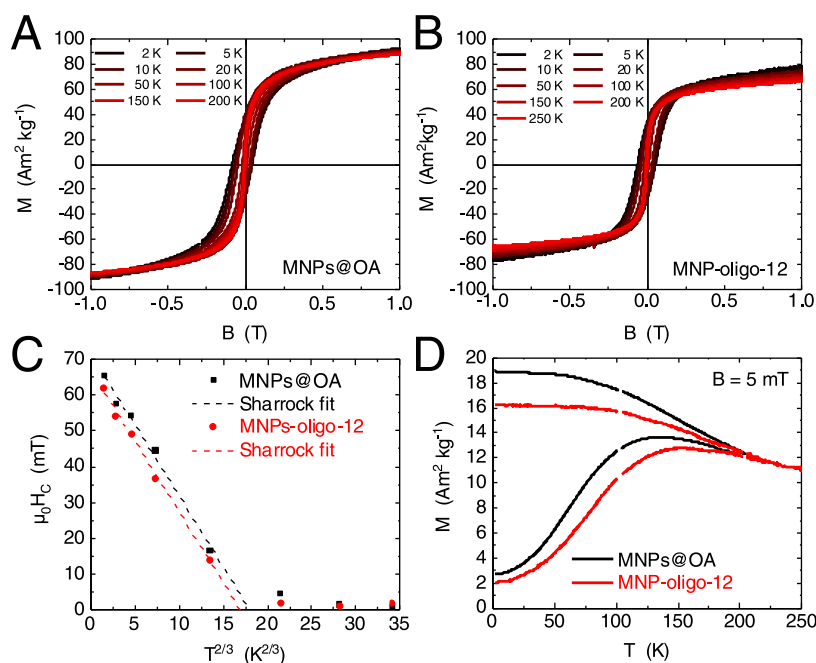 A
100
80
60
40
20
0
-20
-40
-60
-80
-100
M (Am² kg⁻¹)
2 K 5 K
10 K 20 K
50 K 100 K
150 K 200 K
MNPs@OA
-1.0 -0.5 0.0 0.5 1.0
B (T)
B
100
80
60
40
20
0
-20
-40
-60
-80
-100
M (Am²kg⁻¹)
2 K 5 K
10 K 20 K
50 K 100 K
150 K 200 K
250 K
MNP-oligo-12
-1.0 -0.5 0.0 0.5 1.0
B (T)
C
70
60
50
40
30
20
10
0
μ₀H_C (mT)
MNPs@OA
Sharrock fit
MNPs-oligo-12
Sharrock fit
0 5 10 15 20 25 30 35
T^2/3 (K^2/3)
D
20
18
16
14
12
10
8
6
4
2
0
M (Am² kg⁻¹)
B = 5 mT
MNPs@OA
MNP-oligo-12
0 50 100 150 200 250
T (K)